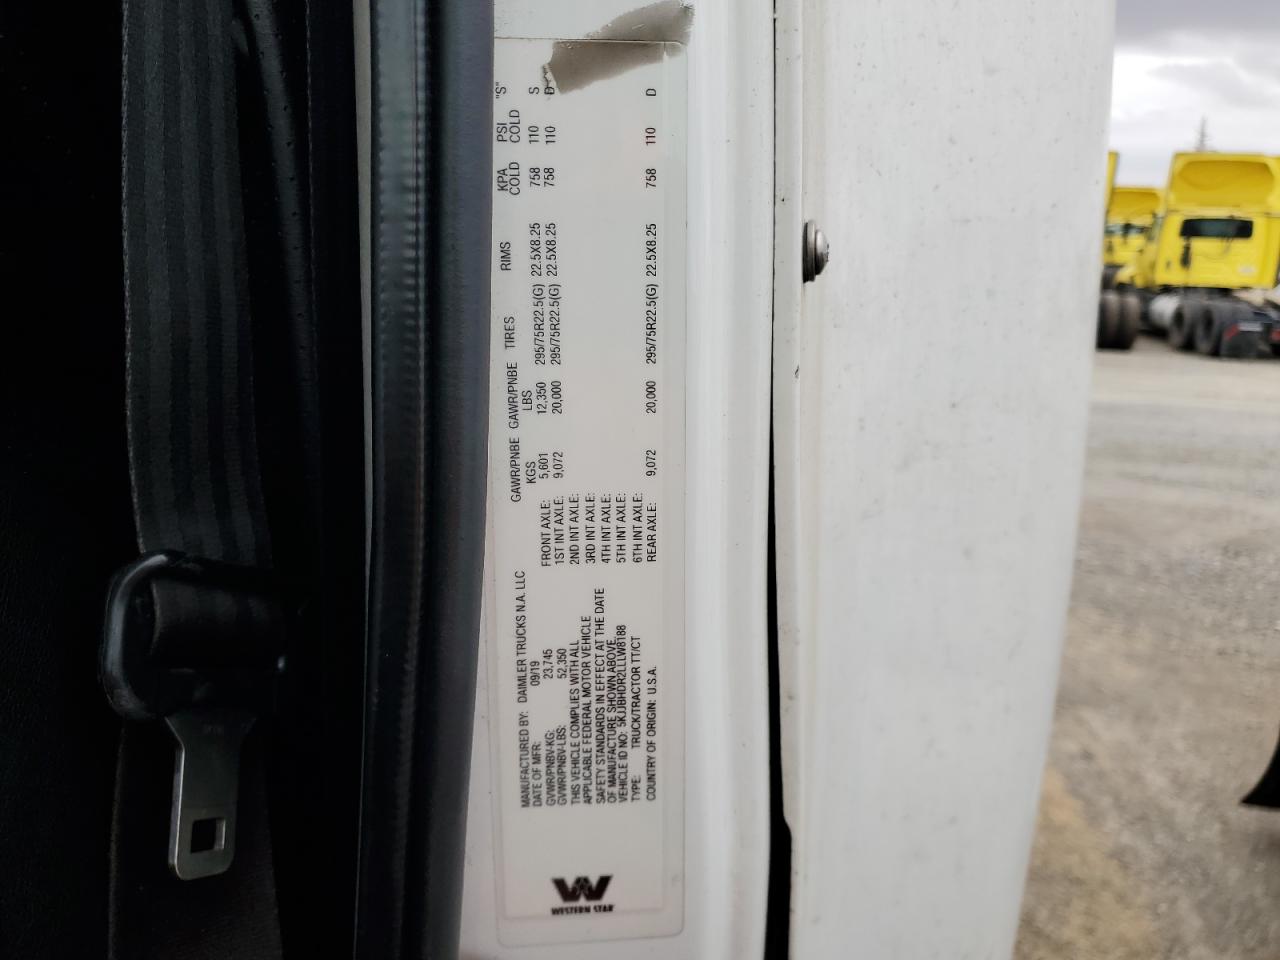 MANUFACTURED BY: DAIMLER TRUCKS N.A. LLC
DATE OF MFR: 09/19
GVWR/PNBV-KG: 23,745
GVWR/PNBV-LBS: 52,350
THIS VEHICLE COMPLIES WITH ALL
APPLICABLE FEDERAL MOTOR VEHICLE
SAFETY STANDARDS IN EFFECT AT THE DATE
OF MANUFACTURE SHOWN ABOVE.
VEHICLE ID NO: 5KJJBHDR2LLLW8188
TYPE: TRUCK/TRACTOR TT/CT
COUNTRY OF ORIGIN: U.S.A.
GAWR/PNBE GAWR/PNBE TIRES RIMS KPA PSI "S"
KGS LBS COLD COLD
FRONT AXLE: 5,601 12,350 295/75R22.5(G) 22.5X8.25 758 110 S
1ST INT AXLE: 9,072 20,000 295/75R22.5(G) 22.5X8.25 758 110 D
2ND INT AXLE:
3RD INT AXLE:
4TH INT AXLE:
5TH INT AXLE:
6TH INT AXLE:
REAR AXLE: 9,072 20,000 295/75R22.5(G) 22.5X8.25 758 110 D
WESTERN STAR